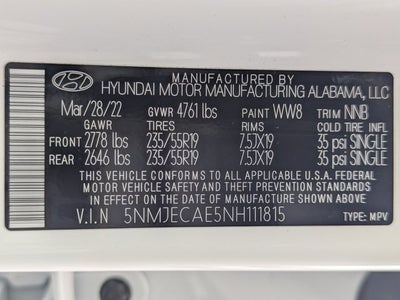 MANUFACTURED BY
HYUNDAI MOTOR MANUFACTURING ALABAMA, LLC
Mar/28/22 GVWR 4761 lbs PAINT WW8 TRIM NNB
GAWR TIRES RIMS COLD TIRE INFL.
FRONT 2778 lbs 235/55R19 7.5JX19 35 psi SINGLE
REAR 2646 lbs 235/55R19 7.5JX19 35 psi SINGLE
THIS VEHICLE CONFORMS TO ALL APPLICABLE U.S.A. FEDERAL
MOTOR VEHICLE SAFETY AND THEFT PREVENTION STANDARDS
IN EFFECT ON THE DATE OF MANUFACTURE SHOWN ABOVE.
V.I.N 5NMJECAE5NH111815 TYPE: MPV